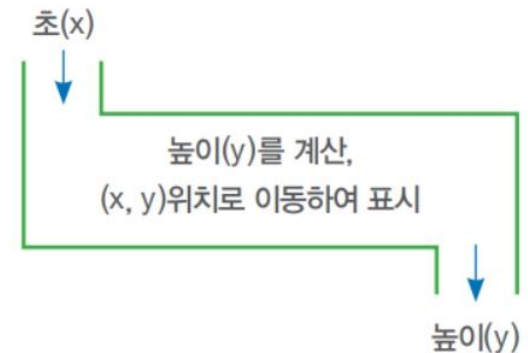 초(x)
높이(y)를 계산,
(x, y)위치로 이동하여 표시
높이(y)